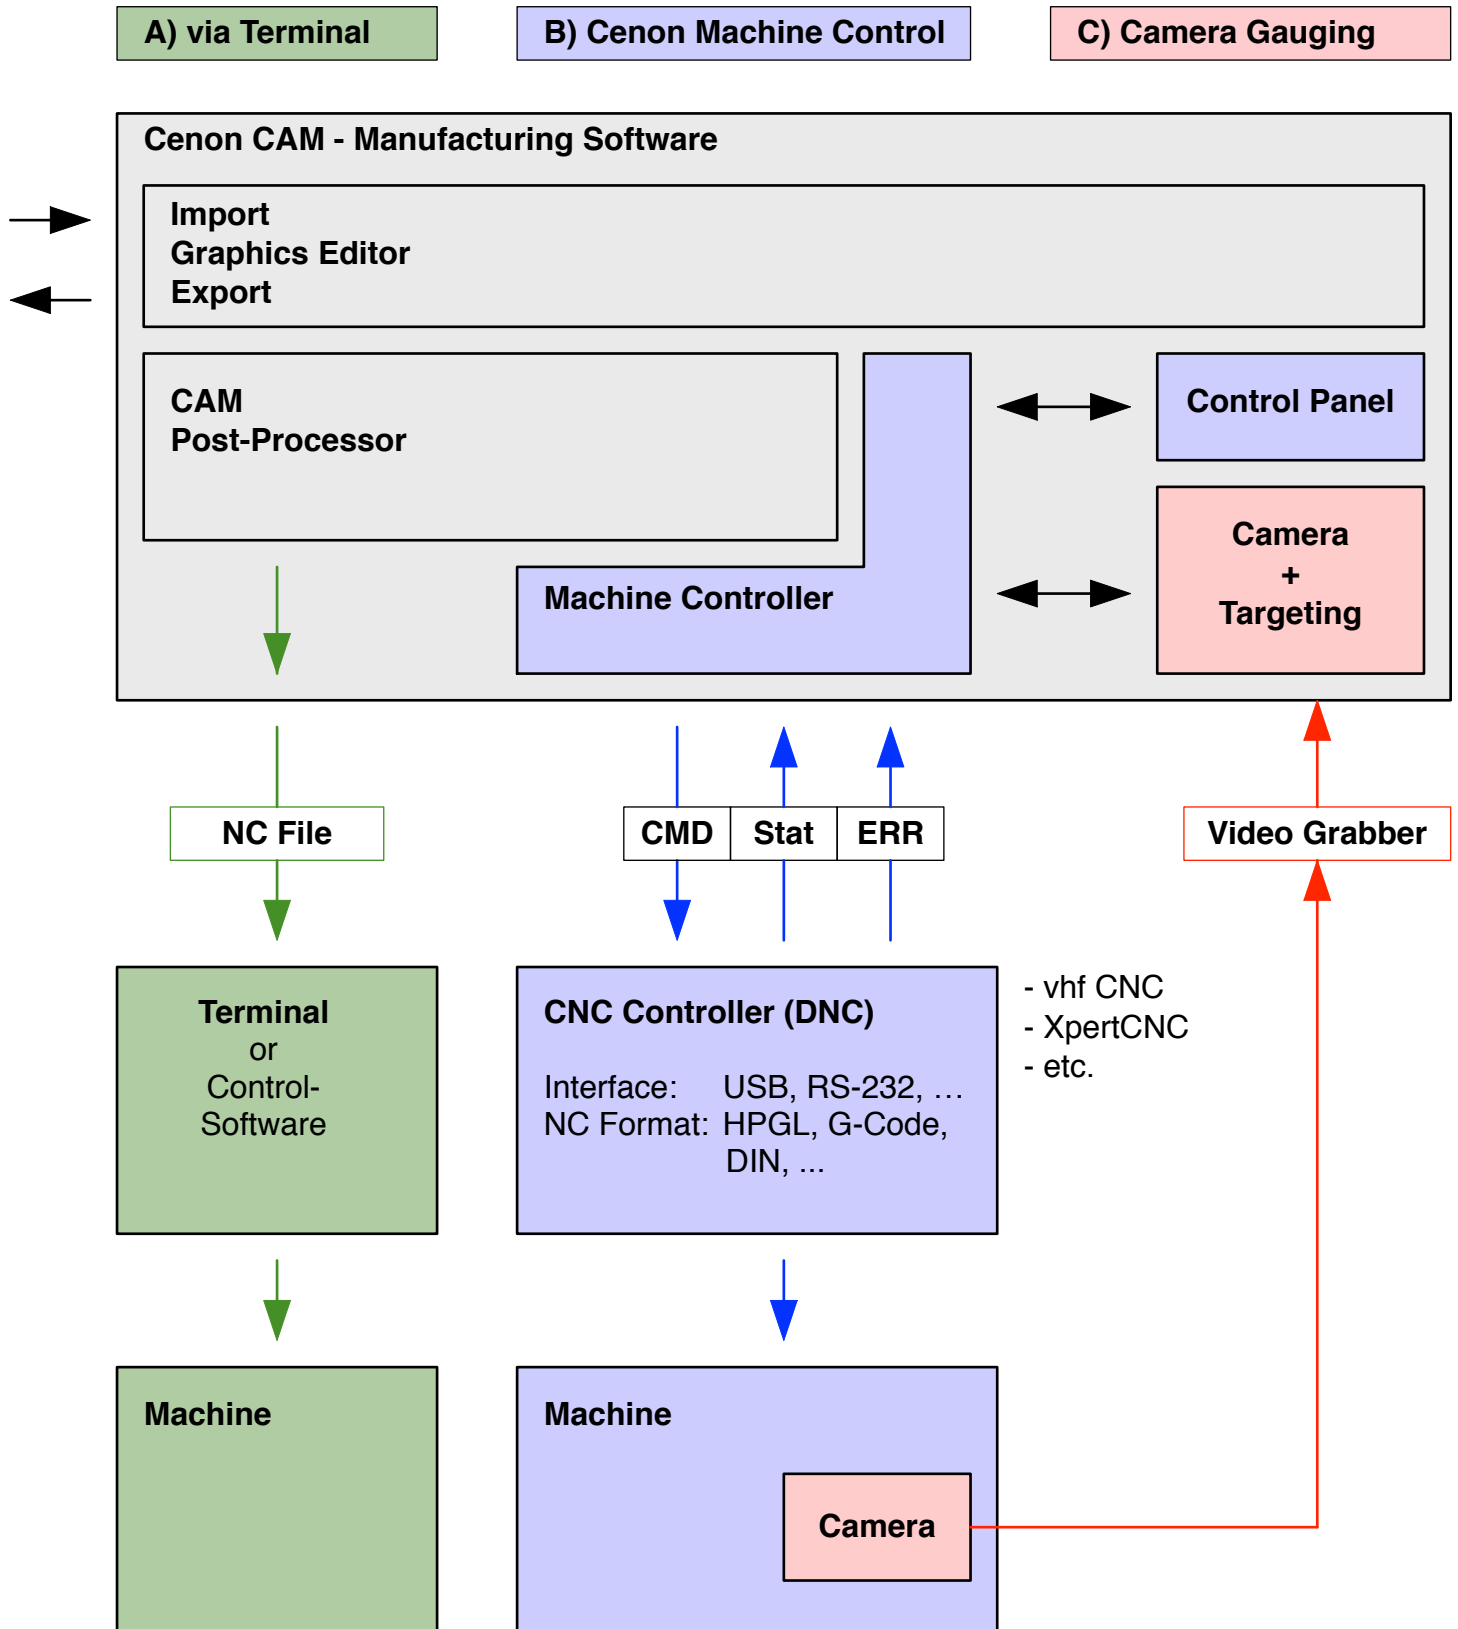 A) via Terminal
B) Cenon Machine Control
C) Camera Gauging
Cenon CAM - Manufacturing Software
Import
Graphics Editor
Export
CAM
Post-Processor
Control Panel
Machine Controller
Camera
+
Targeting
NC File
CMD
Stat
ERR
Video Grabber
Terminal
or
Control-
Software
CNC Controller (DNC)
Interface: USB, RS-232, …
NC Format: HPGL, G-Code,
DIN, ...
- vhf CNC
- XpertCNC
- etc.
Machine
Machine
Camera